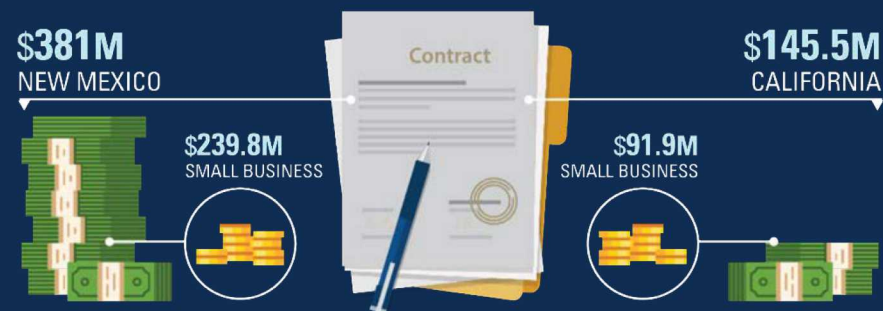 $381M
NEW MEXICO
$239.8M
SMALL BUSINESS
Contract
$145.5M
CALIFORNIA
$91.9M
SMALL BUSINESS